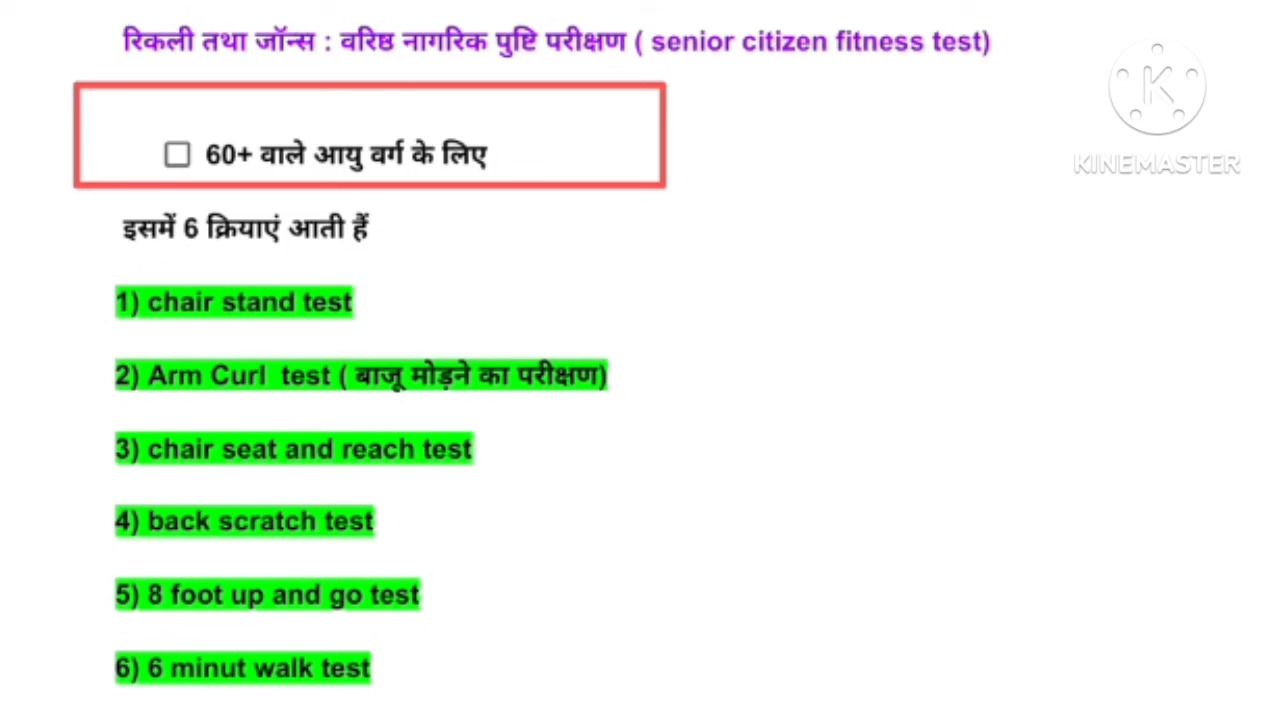 रिकली तथा जॉन्स : वरिष्ठ नागरिक पुष्टि परीक्षण ( senior citizen fitness test)
60+ वाले आयु वर्ग के लिए
इसमें 6 क्रियाएं आती हैं
1) chair stand test
2) Arm Curl test ( बाजू मोड़ने का परीक्षण)
3) chair seat and reach test
4) back scratch test
5) 8 foot up and go test
6) 6 minut walk test
K
KINEMASTER